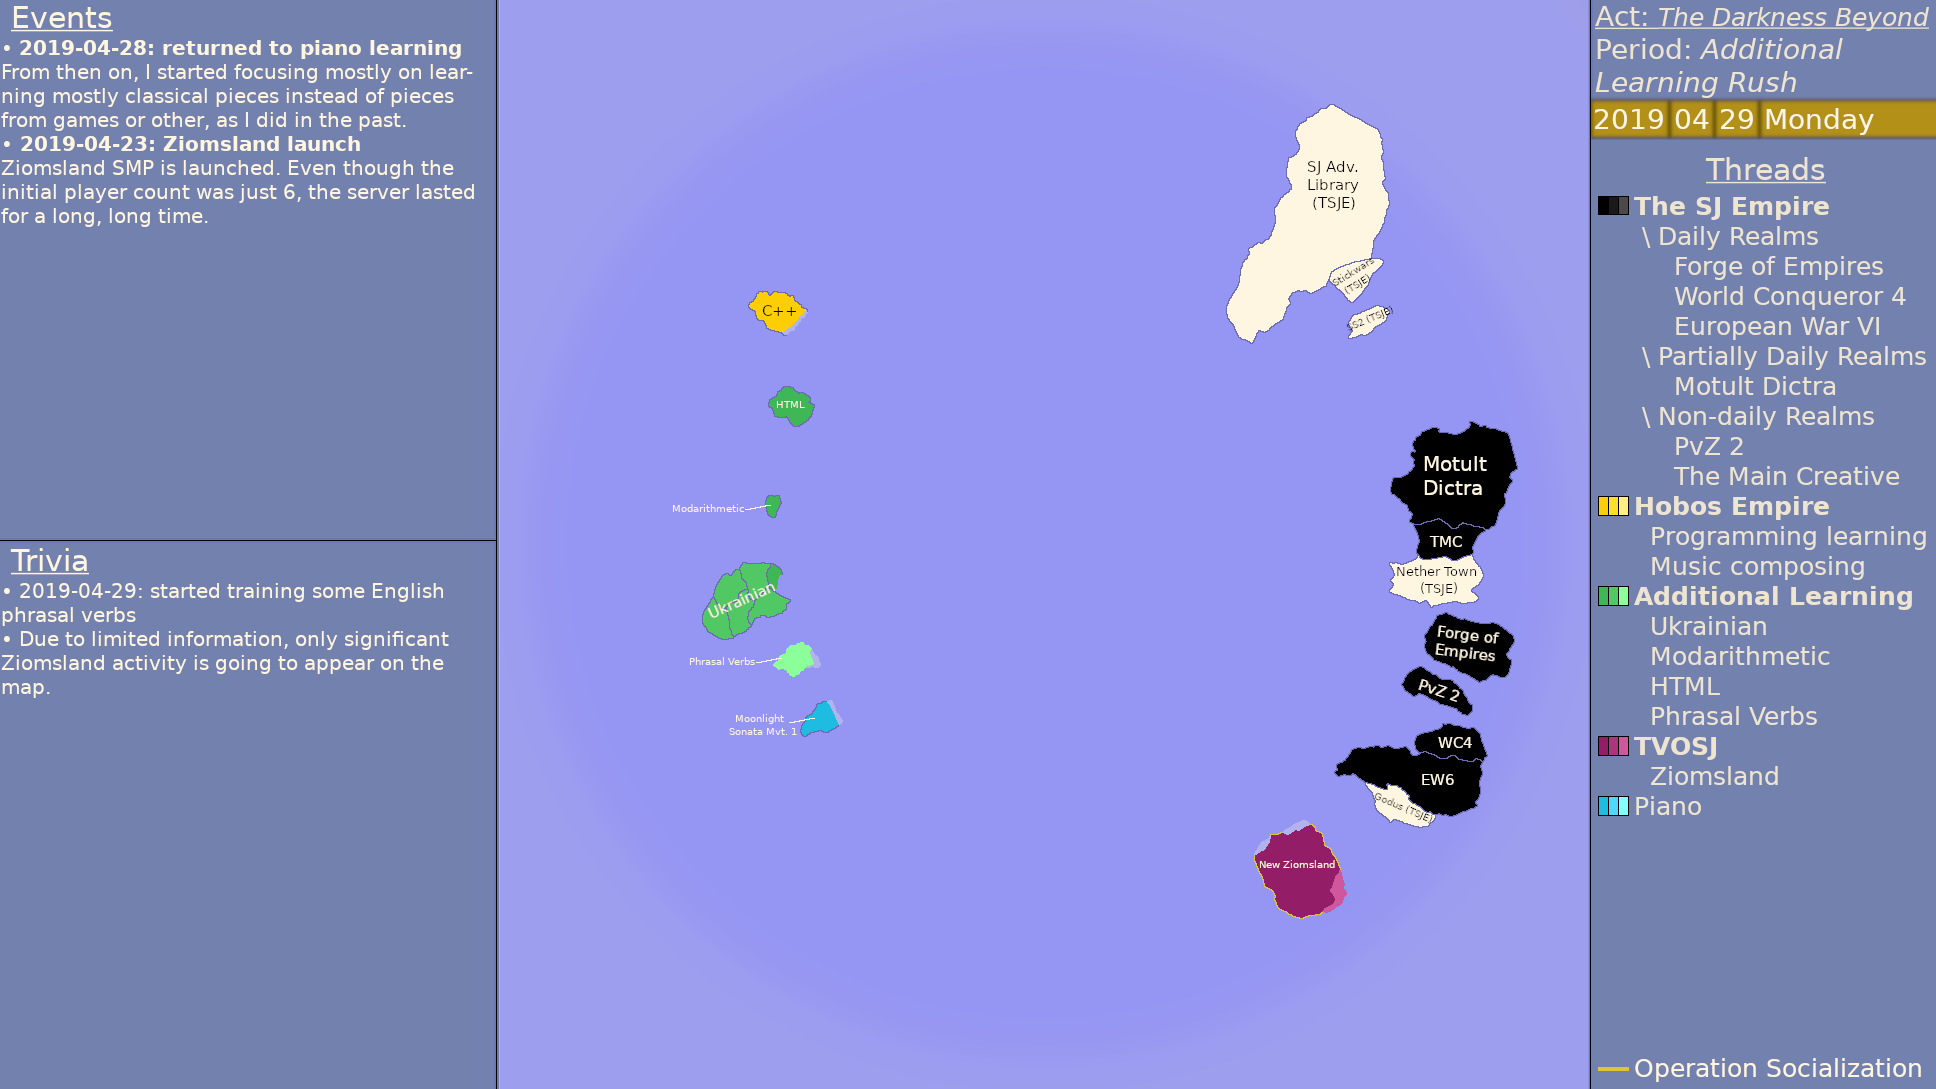 Events
• 2019-04-28: returned to piano learning
From then on, I started focusing mostly on lear-
ning mostly classical pieces instead of pieces
from games or other, as I did in the past.
• 2019-04-23: Ziomsland launch
Ziomsland SMP is launched. Even though the
initial player count was just 6, the server lasted
for a long, long time.
Trivia
• 2019-04-29: started training some English
phrasal verbs
• Due to limited information, only significant
Ziomsland activity is going to appear on the
map.
SJ Adv.
Library
(TSJE)
Stickwars
(TSJE)
SS2 (TSJE)
C++
HTML
Modarithmetic
Ukrainian
Phrasal Verbs
Moonlight
Sonata Mvt. 1
Motult
Dictra
TMC
Nether Town
(TSJE)
Forge of
Empires
PvZ 2
WC4
EW6
Godus (TSJE)
New Ziomsland
Act: The Darkness Beyond
Period: Additional
Learning Rush
2019 04 29 Monday
Threads
The SJ Empire
\ Daily Realms
Forge of Empires
World Conqueror 4
European War VI
\ Partially Daily Realms
Motult Dictra
\ Non-daily Realms
PvZ 2
The Main Creative
Hobos Empire
Programming learning
Music composing
Additional Learning
Ukrainian
Modarithmetic
HTML
Phrasal Verbs
TVOSJ
Ziomsland
Piano
Operation Socialization